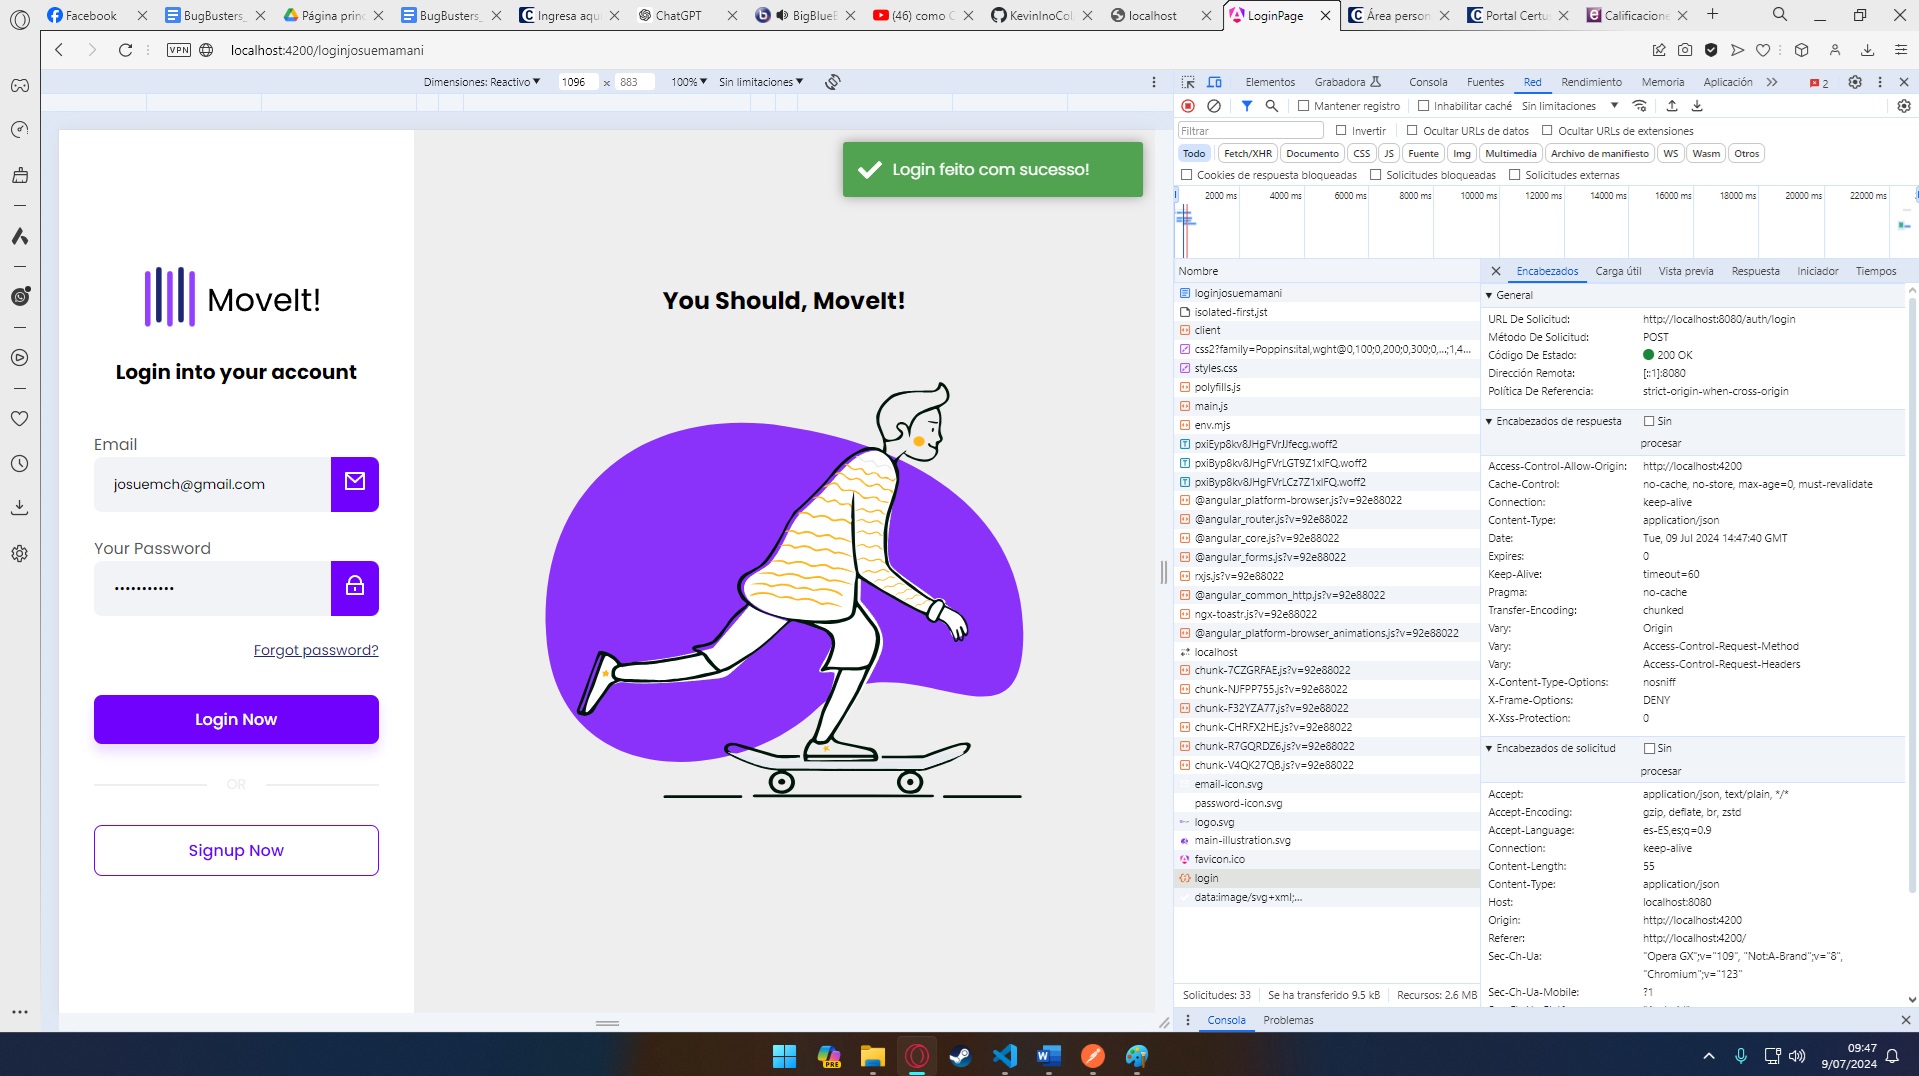 Facebook
BugBusters_
Página princ
BugBusters_
Ingresa aqu
ChatGPT
BigBlueB
(46) como C
KevinInoCo
localhost
LoginPage
Área person
Portal Certus
Calificacione
VPN
localhost:4200/loginjosuemamani
Dimensiones: Reactivo
1096 × 883
100%
Sin limitaciones
Elementos
Grabadora
Consola
Fuentes
Red
Rendimiento
Memoria
Aplicación
2
Mantener registro
Inhabilitar caché
Sin limitaciones
Filtrar
Invertir
Ocultar URLs de datos
Ocultar URLs de extensiones
Todo
Fetch/XHR
Documento
CSS
JS
Fuente
Img
Multimedia
Archivo de manifiesto
WS
Wasm
Otros
Cookies de respuesta bloqueadas
Solicitudes bloqueadas
Solicitudes externas
2000 ms
4000 ms
6000 ms
8000 ms
10000 ms
12000 ms
14000 ms
16000 ms
18000 ms
20000 ms
22000 ms
Login feito com sucesso!
MoveIt!
Login into your account
Email
josuemch@gmail.com
Your Password
•••••••••••
Forgot password?
Login Now
OR
Signup Now
You Should, MoveIt!
Nombre
loginjosuemamani
isolated-first.jst
client
css2?family=Poppins:ital,wght@0,100;0,200;0,300;0,...;1,4...
styles.css
polyfills.js
main.js
env.mjs
pxiEyp8kv8JHgFVrJJfecg.woff2
pxiByp8kv8JHgFVrLGT9Z1xlFQ.woff2
pxiByp8kv8JHgFVrLCz7Z1xlFQ.woff2
@angular_platform-browser.js?v=92e88022
@angular_router.js?v=92e88022
@angular_core.js?v=92e88022
@angular_forms.js?v=92e88022
rxjs.js?v=92e88022
@angular_common_http.js?v=92e88022
ngx-toastr.js?v=92e88022
@angular_platform-browser_animations.js?v=92e88022
localhost
chunk-7CZGRFAE.js?v=92e88022
chunk-NJFPP755.js?v=92e88022
chunk-F32YZA77.js?v=92e88022
chunk-CHRFX2HE.js?v=92e88022
chunk-R7GQRDZ6.js?v=92e88022
chunk-V4QK27QB.js?v=92e88022
email-icon.svg
password-icon.svg
logo.svg
main-illustration.svg
favicon.ico
login
data:image/svg+xml;...
Solicitudes: 33
Se ha transferido 9.5 kB
Recursos: 2.6 MB
Encabezados
Carga útil
Vista previa
Respuesta
Iniciador
Tiempos
General
URL De Solicitud: http://localhost:8080/auth/login
Método De Solicitud: POST
Código De Estado: 200 OK
Dirección Remota: [::1]:8080
Política De Referencia: strict-origin-when-cross-origin
Encabezados de respuesta
Sin procesar
Access-Control-Allow-Origin: http://localhost:4200
Cache-Control: no-cache, no-store, max-age=0, must-revalidate
Connection: keep-alive
Content-Type: application/json
Date: Tue, 09 Jul 2024 14:47:40 GMT
Expires: 0
Keep-Alive: timeout=60
Pragma: no-cache
Transfer-Encoding: chunked
Vary: Origin
Vary: Access-Control-Request-Method
Vary: Access-Control-Request-Headers
X-Content-Type-Options: nosniff
X-Frame-Options: DENY
X-Xss-Protection: 0
Encabezados de solicitud
Sin procesar
Accept: application/json, text/plain, */*
Accept-Encoding: gzip, deflate, br, zstd
Accept-Language: es-ES,es;q=0.9
Connection: keep-alive
Content-Length: 55
Content-Type: application/json
Host: localhost:8080
Origin: http://localhost:4200
Referer: http://localhost:4200/
Sec-Ch-Ua: "Opera GX";v="109", "Not:A-Brand";v="8",
"Chromium";v="123"
Sec-Ch-Ua-Mobile: ?1
Consola
Problemas
PRE
09:47
9/07/2024